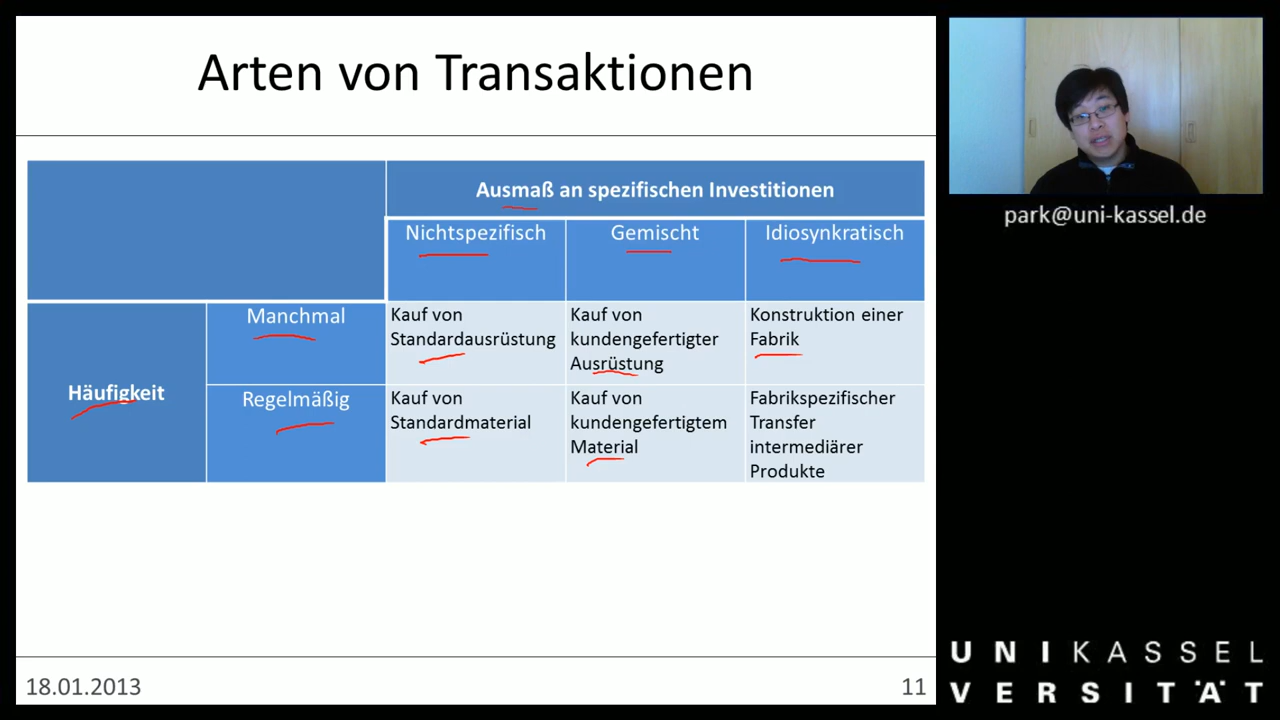 Arten von Transaktionen
Ausmaß an spezifischen Investitionen
Nichtspezifisch
Gemischt
Idiosynkratisch
Häufigkeit
Manchmal
Kauf von
Standardausrüstung
Kauf von
kundengefertigter
Ausrüstung
Konstruktion einer
Fabrik
Regelmäßig
Kauf von
Standardmaterial
Kauf von
kundengefertigtem
Material
Fabrikspezifischer
Transfer
intermediärer
Produkte
18.01.2013
11
park@uni-kassel.de
UNIKASSEL
VERSITÄT